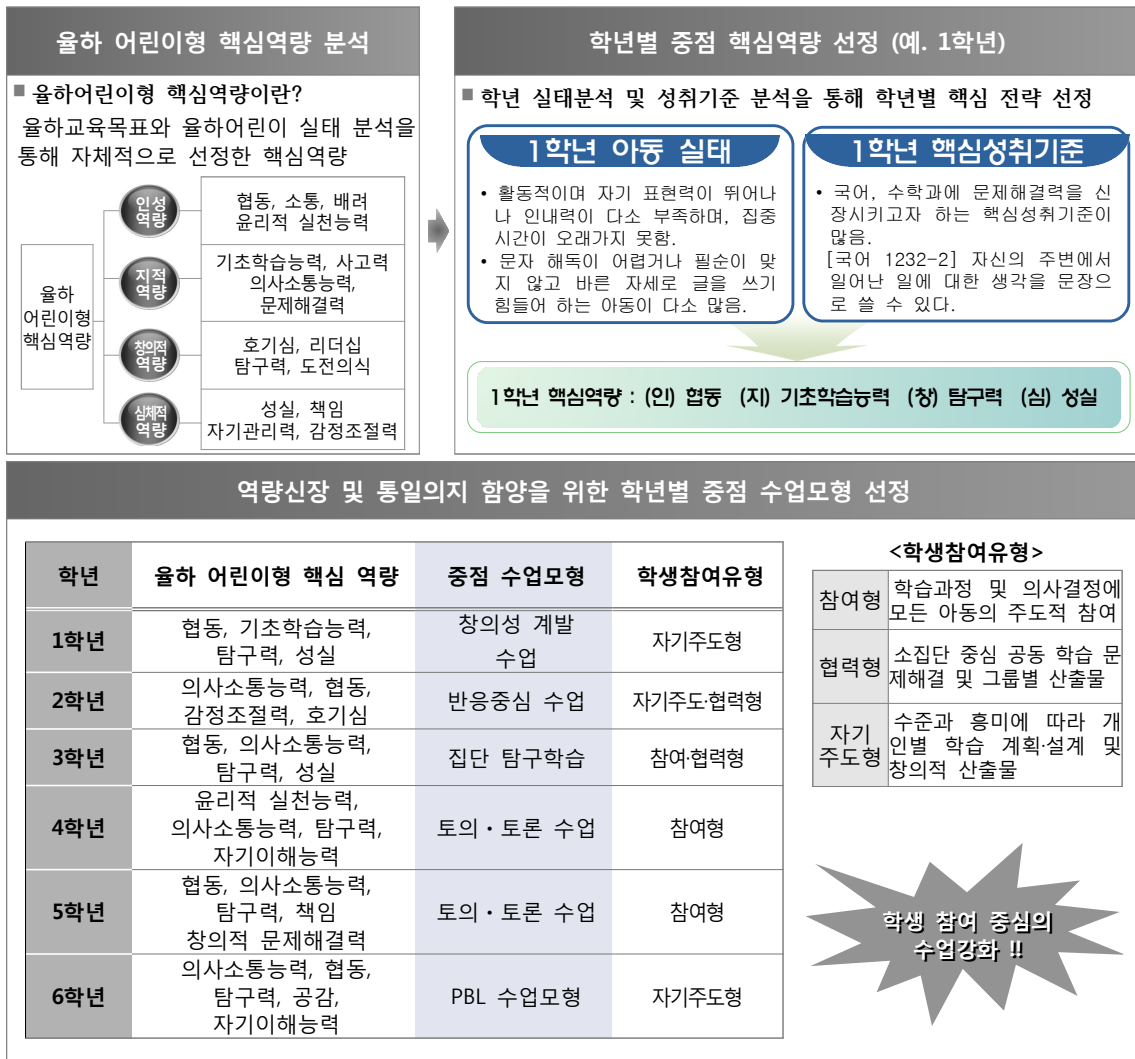 율하 어린이형 핵심역량 분석
■ 율하어린이형 핵심역량이란?
율하교육목표와 율하어린이 실태 분석을
통해 자체적으로 선정한 핵심역량
율하
어린이형
핵심역량
인성
역량
협동, 소통, 배려
윤리적 실천능력
지적
역량
기초학습능력, 사고력
의사소통능력,
문제해결력
창의적
역량
호기심, 리더십
탐구력, 도전의식
심체적
역량
성실, 책임
자기관리력, 감정조절력
학년별 중점 핵심역량 선정 (예. 1학년)
■ 학년 실태분석 및 성취기준 분석을 통해 학년별 핵심 전략 선정
1학년 아동 실태
• 활동적이며 자기 표현력이 뛰어나
나 인내력이 다소 부족하며, 집중
시간이 오래가지 못함.
• 문자 해독이 어렵거나 필순이 맞
지 않고 바른 자세로 글을 쓰기
힘들어 하는 아동이 다소 많음.
1학년 핵심성취기준
• 국어, 수학과에 문제해결력을 신
장시키고자 하는 핵심성취기준이
많음.
[국어 1232-2] 자신의 주변에서
일어난 일에 대한 생각을 문장으
로 쓸 수 있다.
1학년 핵심역량 : (인) 협동 (지) 기초학습능력 (창) 탐구력 (심) 성실
역량신장 및 통일의지 함양을 위한 학년별 중점 수업모형 선정
학년 율하 어린이형 핵심 역량 중점 수업모형 학생참여유형
1학년
협동, 기초학습능력,
탐구력, 성실
창의성 계발
수업
자기주도형
2학년
의사소통능력, 협동,
감정조절력, 호기심
반응중심 수업
자기주도·협력형
3학년
협동, 의사소통능력,
탐구력, 성실
집단 탐구학습
참여·협력형
4학년
윤리적 실천능력,
의사소통능력, 탐구력,
자기이해능력
토의・토론 수업
참여형
5학년
협동, 의사소통능력,
탐구력, 책임
창의적 문제해결력
토의・토론 수업
참여형
6학년
의사소통능력, 협동,
탐구력, 공감,
자기이해능력
PBL 수업모형
자기주도형
<학생참여유형>
참여형
학습과정 및 의사결정에
모든 아동의 주도적 참여
협력형
소집단 중심 공동 학습 문
제해결 및 그룹별 산출물
자기
주도형
수준과 흥미에 따라 개
인별 학습 계획·설계 및
창의적 산출물
학생 참여 중심의
수업강화 !!